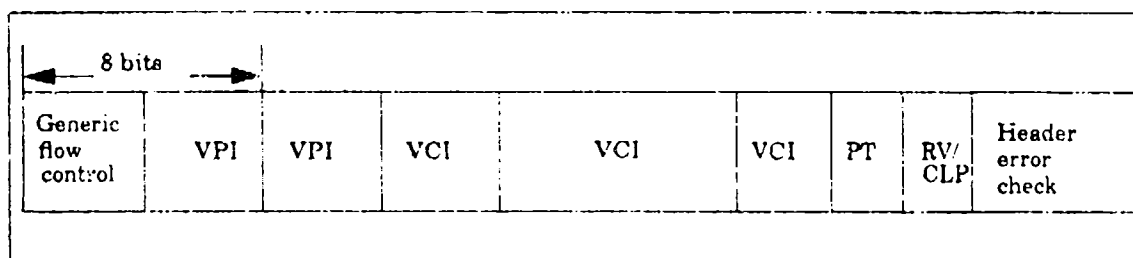 8 bits
Generic
flow
control
VPI
VPI
VCI
VCI
VCI
PT
RV/
CLP
Header
error
check